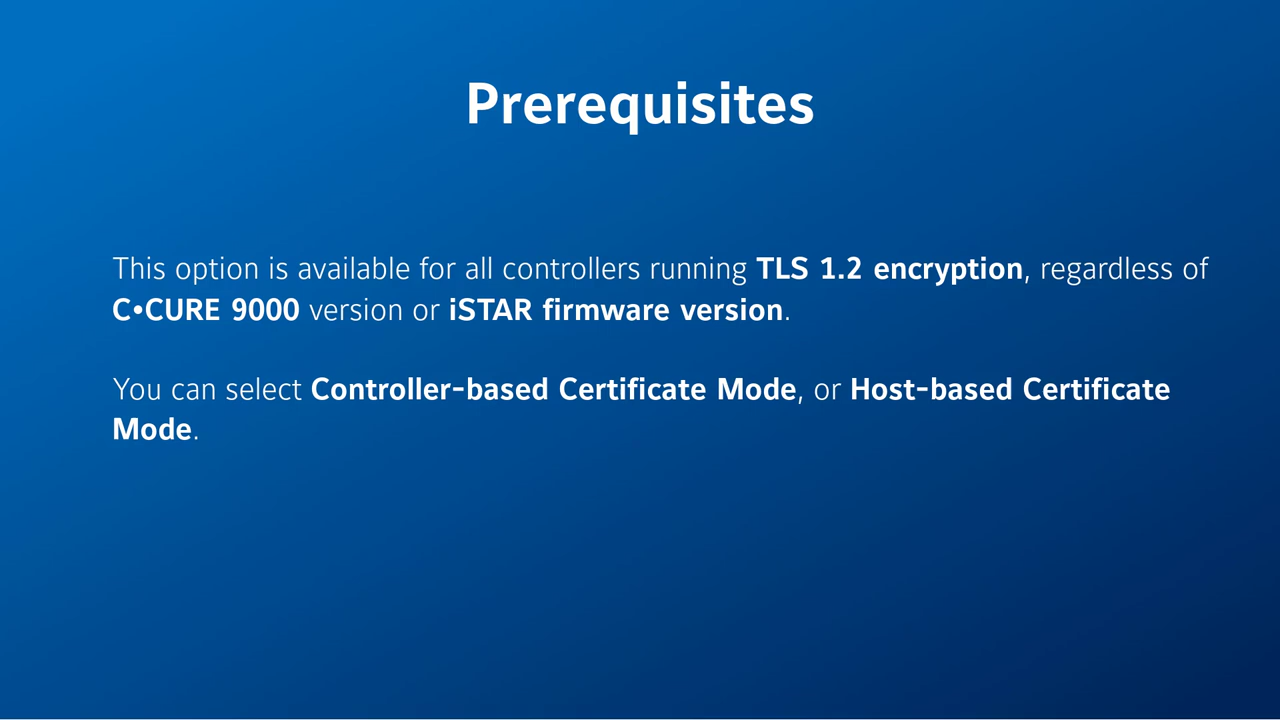 Prerequisites
This option is available for all controllers running TLS 1.2 encryption, regardless of
C•CURE 9000 version or iSTAR firmware version.
You can select Controller-based Certificate Mode, or Host-based Certificate
Mode.